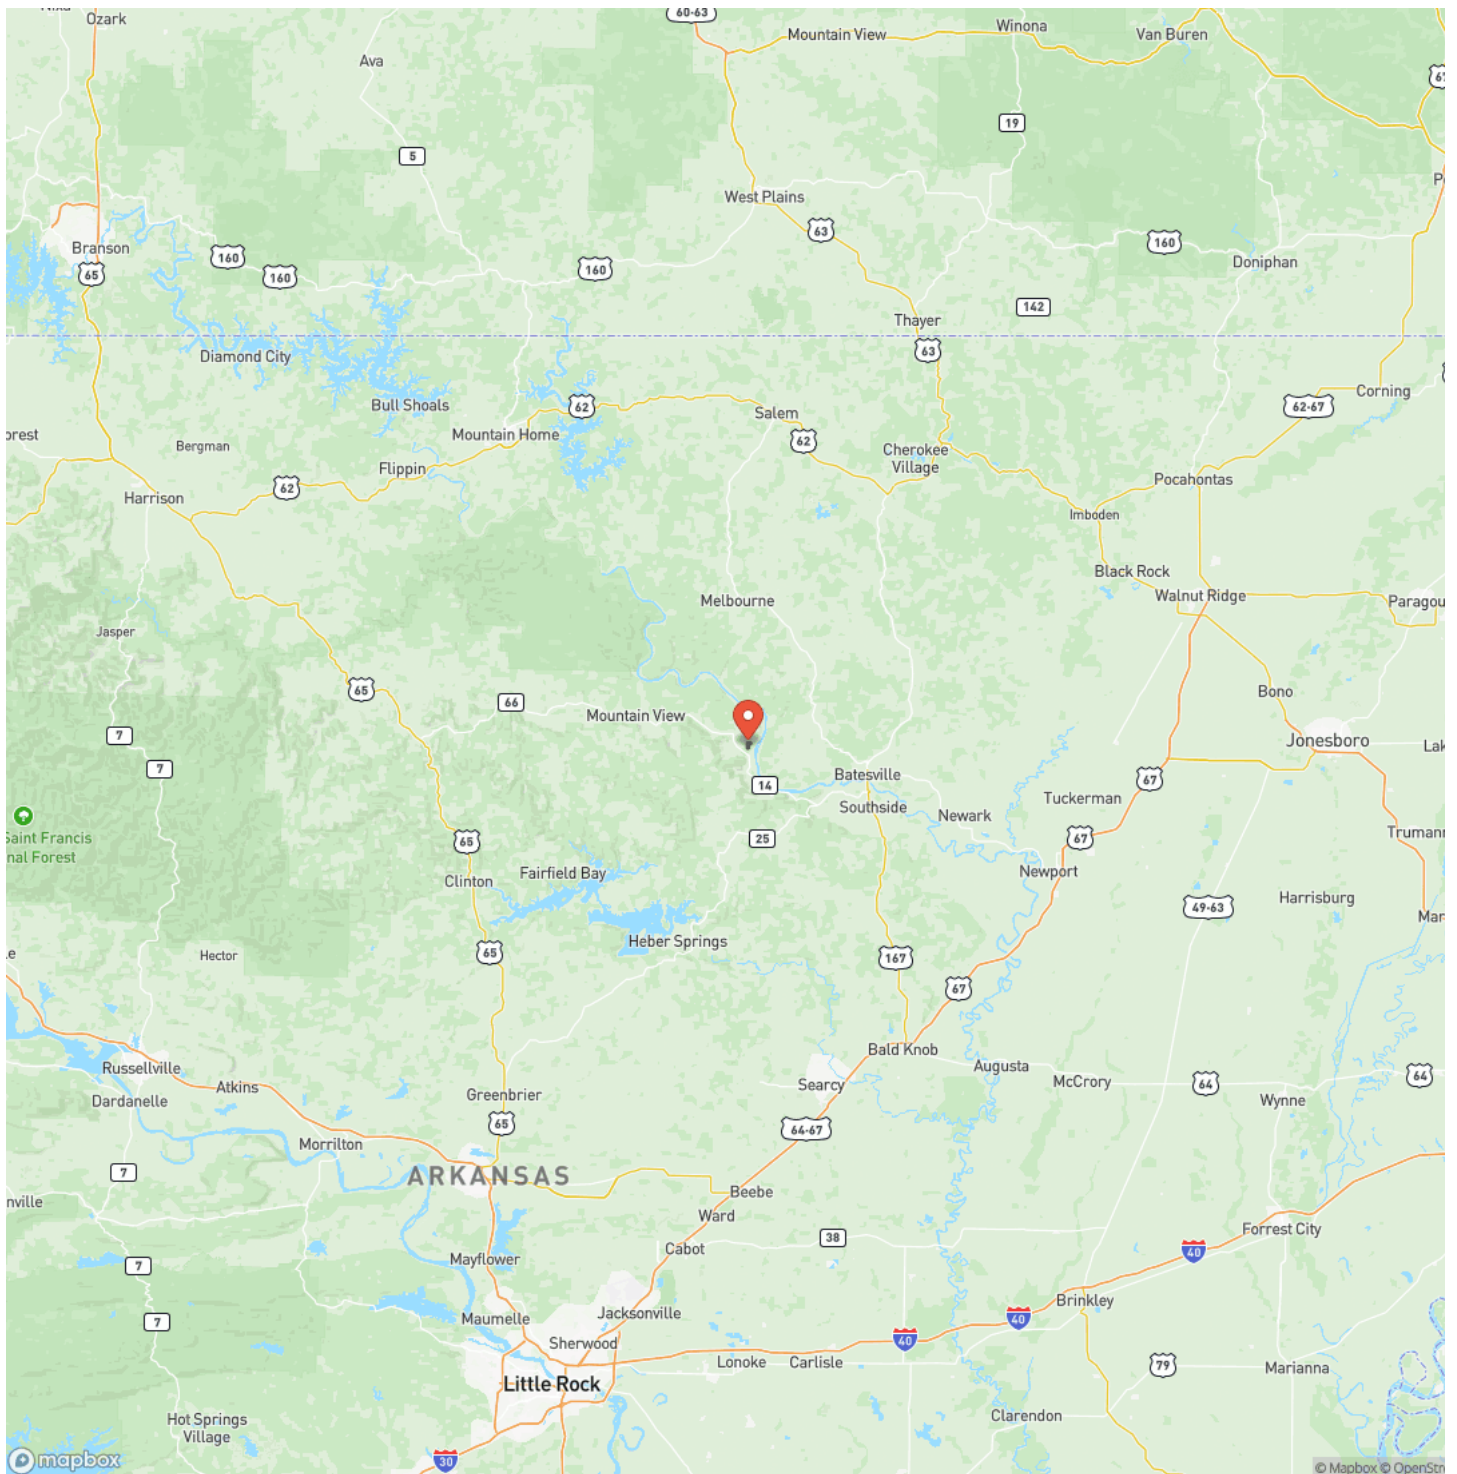 Ozark
60-63
Mountain View
Winona
Van Buren
Ava
19
5
West Plains
63
160
Branson
65
160
160
160
Doniphan
142
Thayer
63
Diamond City
Bull Shoals
62
Corning
62-67
Salem
Mountain Home
62
Bergman
Cherokee
Village
Flippin
Pocahontas
62
Harrison
Imboden
Black Rock
Melbourne
Walnut Ridge
Jasper
65
66
Bono
Mountain View
7
Jonesboro
7
14
Batesville
67
Southside
Tuckerman
Newark
Saint Francis
nal Forest
65
25
67
Clinton
Fairfield Bay
Newport
49-63
Harrisburg
Heber Springs
65
Hector
167
67
Bald Knob
Augusta
Russellville
Atkins
Searcy
McCrory
64
64
Dardanelle
Greenbrier
65
Wynne
64-67
Morrilton
7
ARKANSAS
Beebe
Ward
Forrest City
Cabot
38
40
Mayflower
7
Brinkley
Jacksonville
Maumelle
7
40
40
Sherwood
Lonoke
Carlisle
79
Marianna
Little Rock
Clarendon
Hot Springs
Village
mapbox
30
© Mapbox © OpenStre